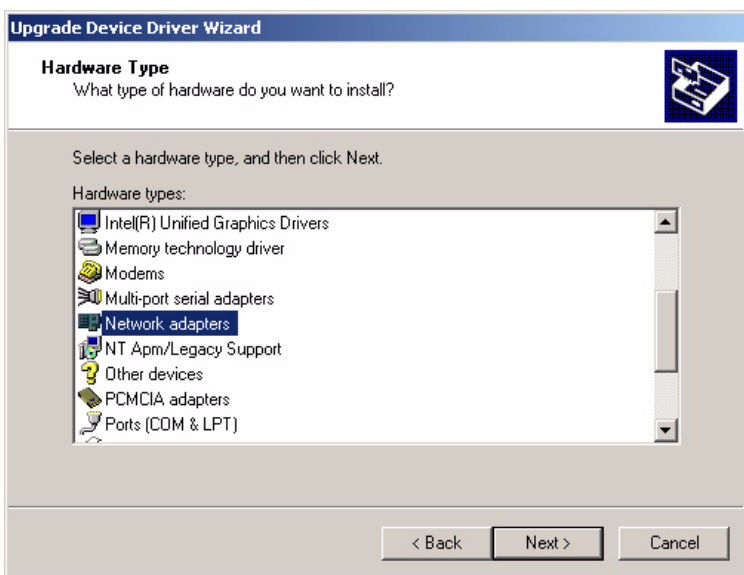 Upgrade Device Driver Wizard
Hardware Type
What type of hardware do you want to install?
Select a hardware type, and then click Next.
Hardware types:
Intel(R) Unified Graphics Drivers
Memory technology driver
Modems
Multi-port serial adapters
Network adapters
NT Apm/Legacy Support
Other devices
PCMCIA adapters
Ports (COM & LPT)
< Back Next > Cancel